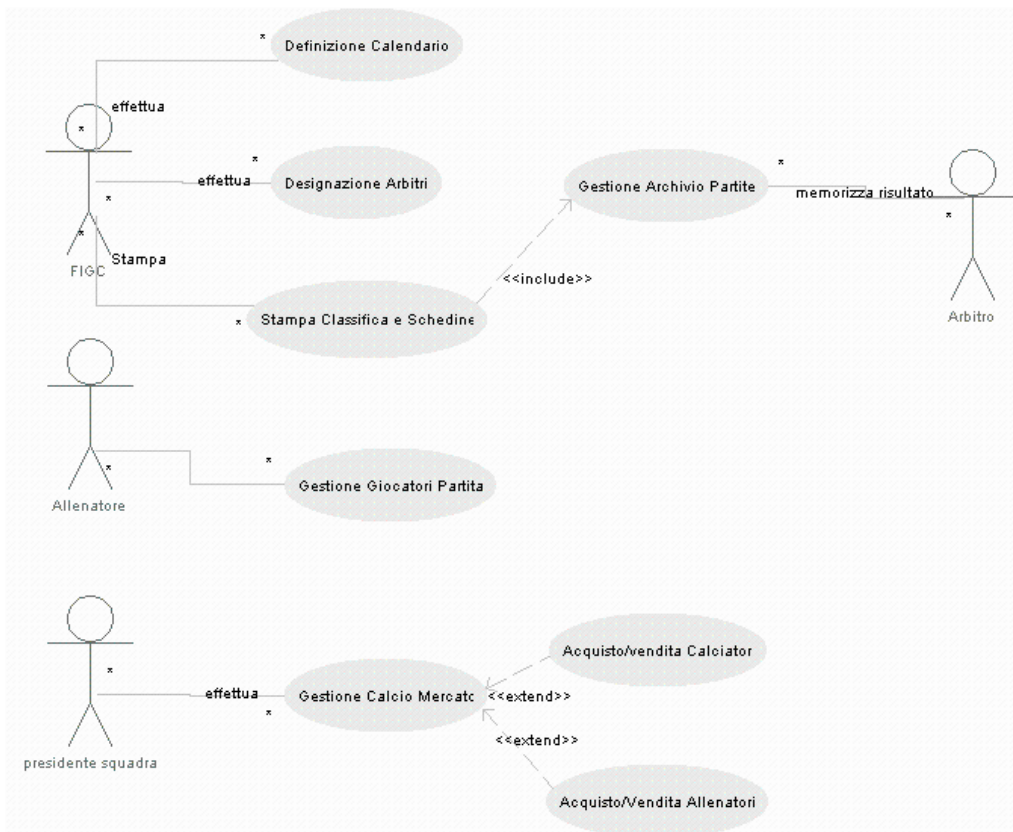 *
Definizione Calendario
effettua
*
*
effettua
Designazione Arbitri
*
Gestione Archivio Partite
*
memorizza risultato
*
*
Stampa
FIGC
<<include>>
*
Stampa Classifica e Schedine
Arbitro
*
*
Gestione Giocatori Partita
Allenatore
*
effettua
*
Gestione Calcio Mercato
Acquisto/vendita Calciator
<<extend>>
<<extend>>
presidente squadra
Acquisto/Vendita Allenatori